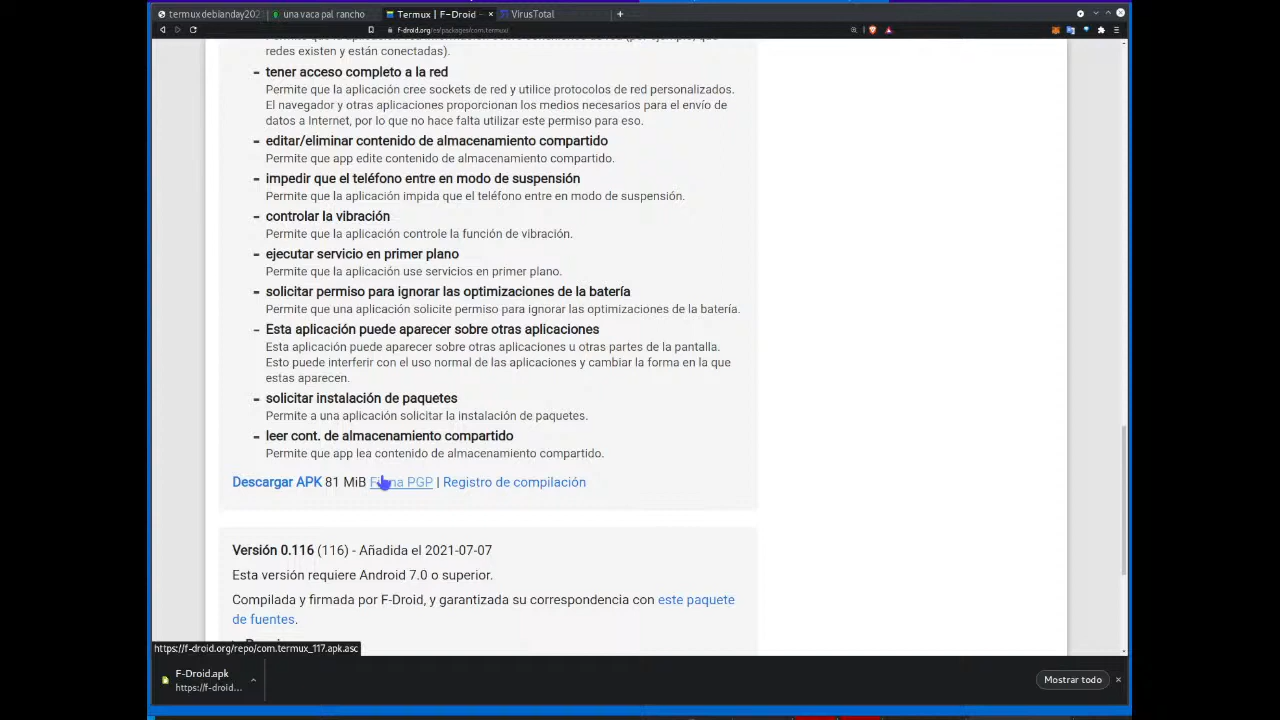 termux debianday202
una vaca pal rancho
Termux | F-Droid -
VirusTotal
f-droid.org/es/packages/com.termux/
redes existen y están conectadas).
- tener acceso completo a la red
Permite que la aplicación cree sockets de red y utilice protocolos de red personalizados.
El navegador y otras aplicaciones proporcionan los medios necesarios para el envío de
datos a Internet, por lo que no hace falta utilizar este permiso para eso.
- editar/eliminar contenido de almacenamiento compartido
Permite que app edite contenido de almacenamiento compartido.
- impedir que el teléfono entre en modo de suspensión
Permite que la aplicación impida que el teléfono entre en modo de suspensión.
- controlar la vibración
Permite que la aplicación controle la función de vibración.
- ejecutar servicio en primer plano
Permite que la aplicación use servicios en primer plano.
- solicitar permiso para ignorar las optimizaciones de la batería
Permite que una aplicación solicite permiso para ignorar las optimizaciones de la batería.
- Esta aplicación puede aparecer sobre otras aplicaciones
Esta aplicación puede aparecer sobre otras aplicaciones u otras partes de la pantalla.
Esto puede interferir con el uso normal de las aplicaciones y cambiar la forma en la que
estas aparecen.
- solicitar instalación de paquetes
Permite a una aplicación solicitar la instalación de paquetes.
- leer cont. de almacenamiento compartido
Permite que app lea contenido de almacenamiento compartido.
Descargar APK 81 MiB Firma PGP | Registro de compilación
Versión 0.116 (116) - Añadida el 2021-07-07
Esta versión requiere Android 7.0 o superior.
Compilada y firmada por F-Droid, y garantizada su correspondencia con este paquete
de fuentes.
https://f-droid.org/repo/com.termux_117.apk.asc
F-Droid.apk
https://f-droid...
Mostrar todo